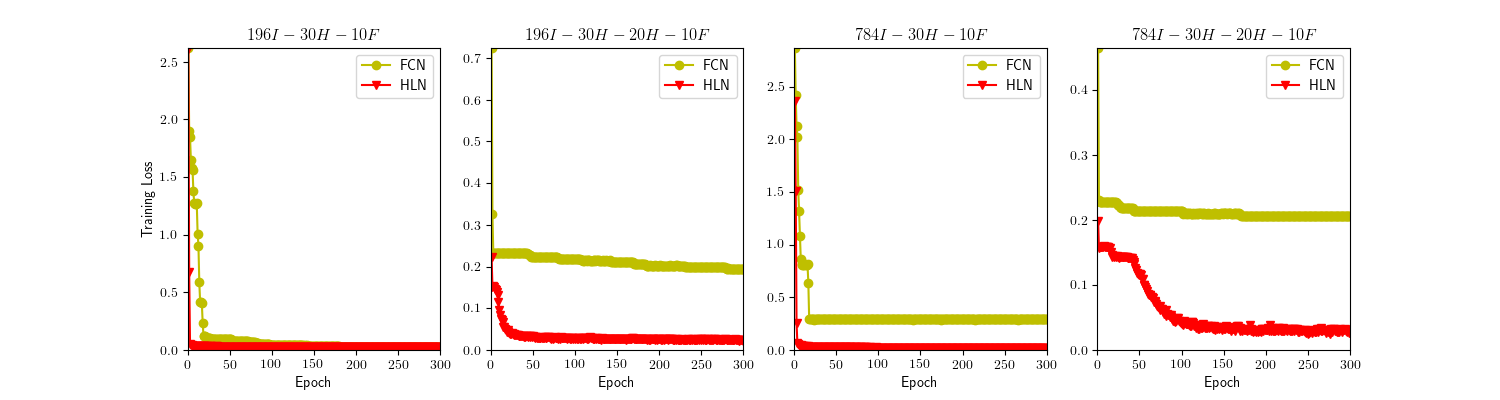 196I − 30H − 10F
Training Loss
2.5
2.0
1.5
1.0
0.5
0.0
0 50 100 150 200 250 300
Epoch
FCN
HLN
196I − 30H − 20H − 10F
0.7
0.6
0.5
0.4
0.3
0.2
0.1
0.0
0 50 100 150 200 250 300
Epoch
FCN
HLN
784I − 30H − 10F
2.5
2.0
1.5
1.0
0.5
0.0
0 50 100 150 200 250 300
Epoch
FCN
HLN
784I − 30H − 20H − 10F
0.4
0.3
0.2
0.1
0.0
0 50 100 150 200 250 300
Epoch
FCN
HLN